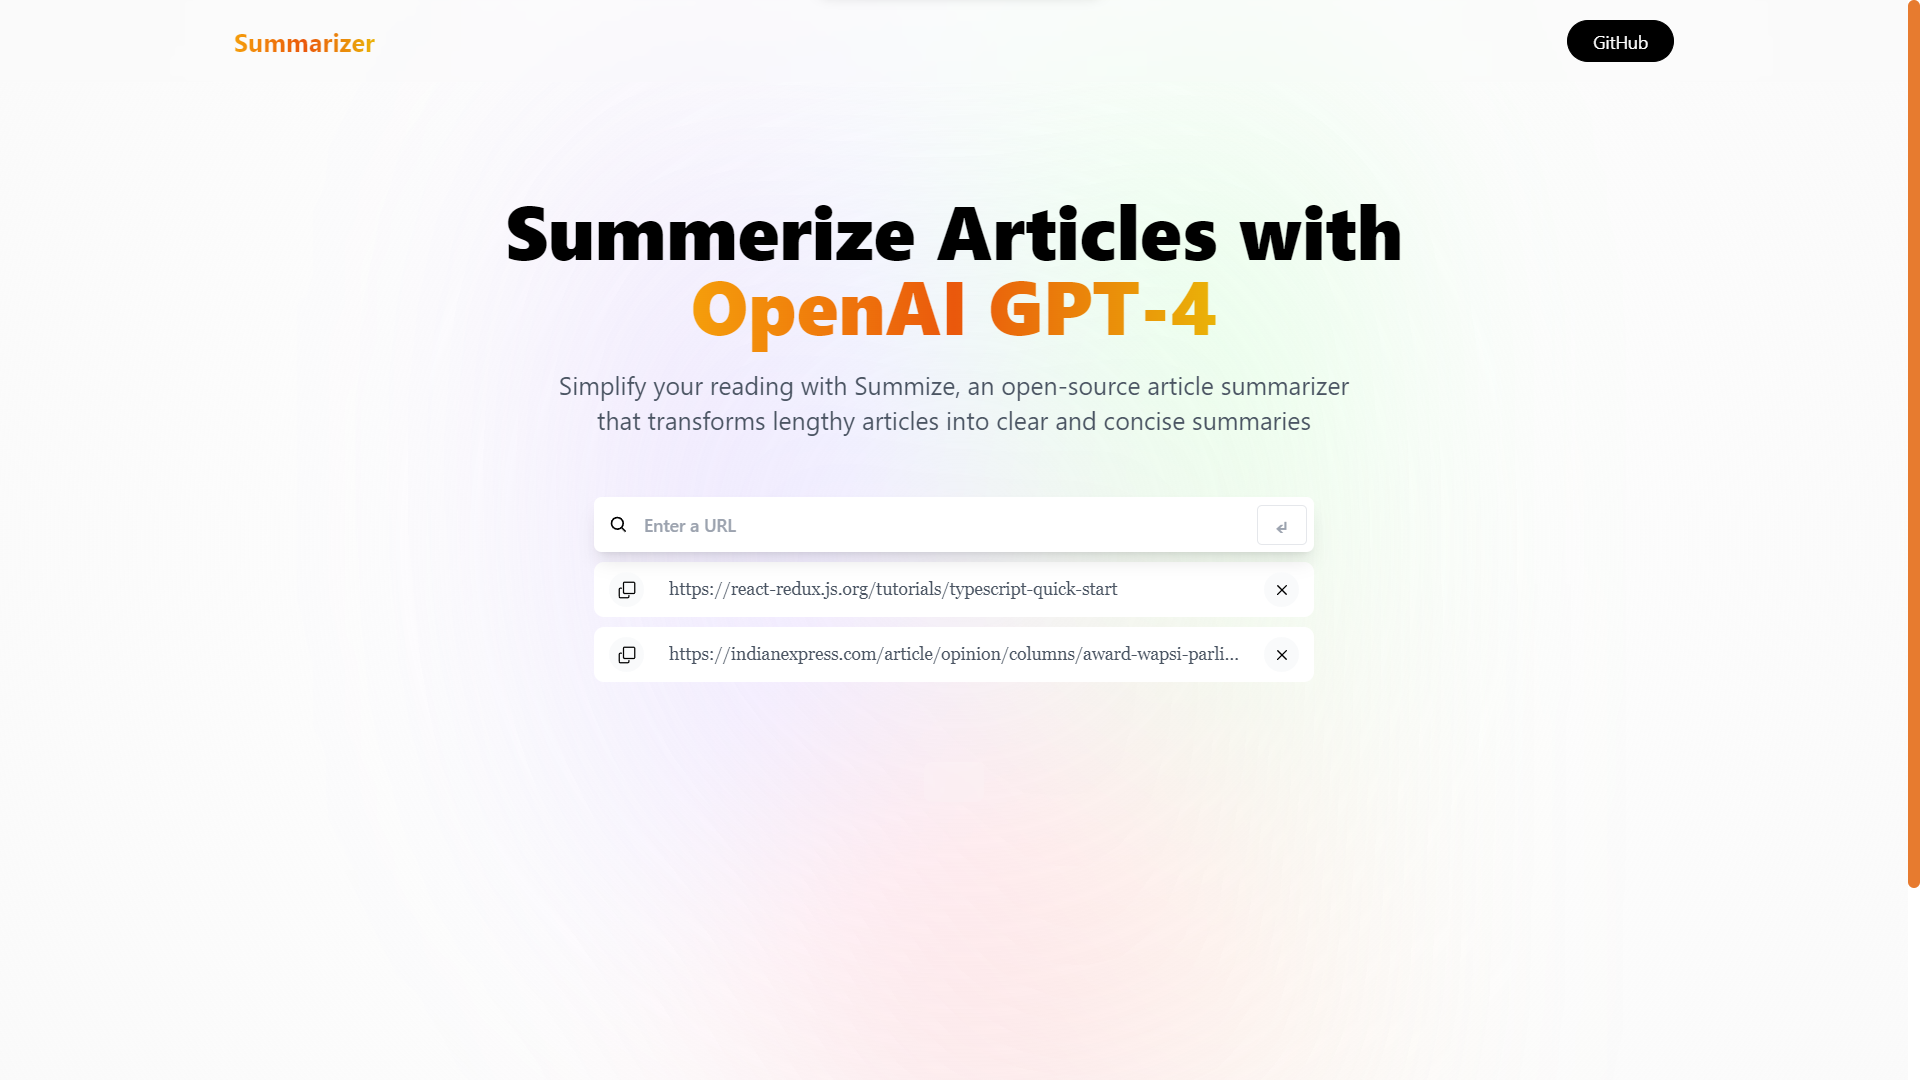 Summarizer
GitHub
Summerize Articles with
OpenAI GPT-4
Simplify your reading with Summize, an open-source article summarizer
that transforms lengthy articles into clear and concise summaries
Enter a URL
https://react-redux.js.org/tutorials/typescript-quick-start
https://indianexpress.com/article/opinion/columns/award-wapsi-parli...